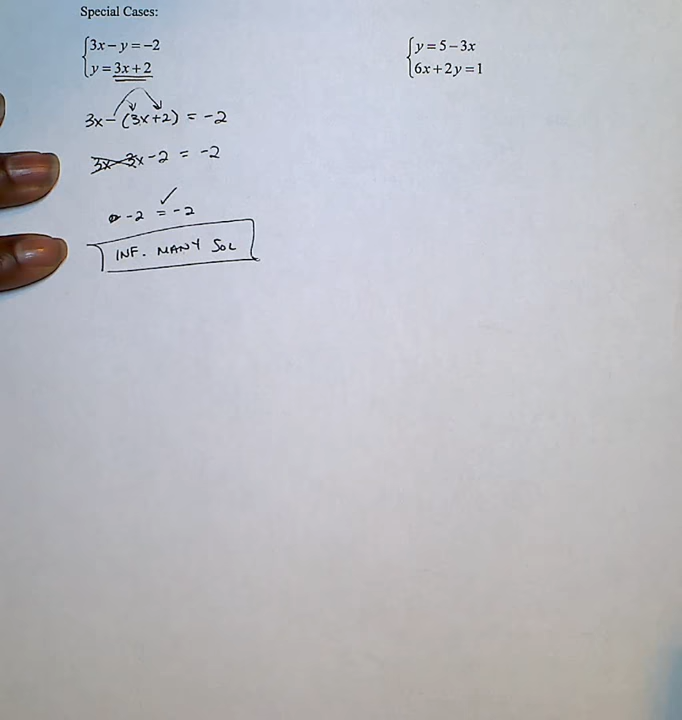 Special Cases:
3x – y = –2
y = 3x + 2
3x – (3x+2) = –2
3x – 3x – 2 = –2
–2 = –2 ✓
INF. MANY SOL
y = 5 – 3x
6x + 2y = 1